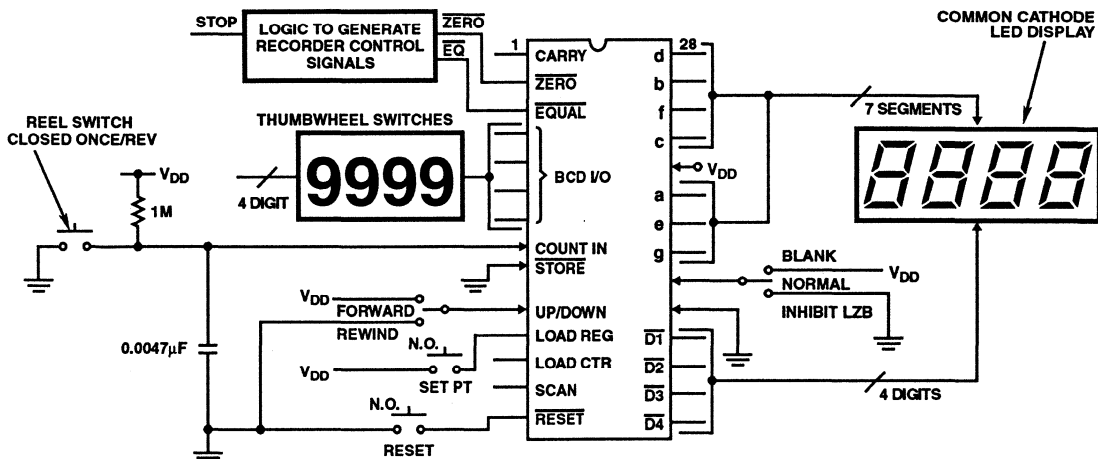 STOP
LOGIC TO GENERATE
RECORDER CONTROL
SIGNALS
ZERO
EQ
COMMON CATHODE
LED DISPLAY
1
28
CARRY
ZERO
EQUAL
BCD I/O
COUNT IN
STORE
UP/DOWN
LOAD REG
LOAD CTR
SCAN
RESET
d
b
f
c
VDD
a
e
g
D1
D2
D3
D4
7 SEGMENTS
8888
THUMBWHEEL SWITCHES
9999
4 DIGIT
REEL SWITCH
CLOSED ONCE/REV
VDD
1M
BLANK
VDD
NORMAL
INHIBIT LZB
VDD
FORWARD
REWIND
0.0047µF
N.O.
VDD
SET PT
N.O.
RESET
4 DIGITS